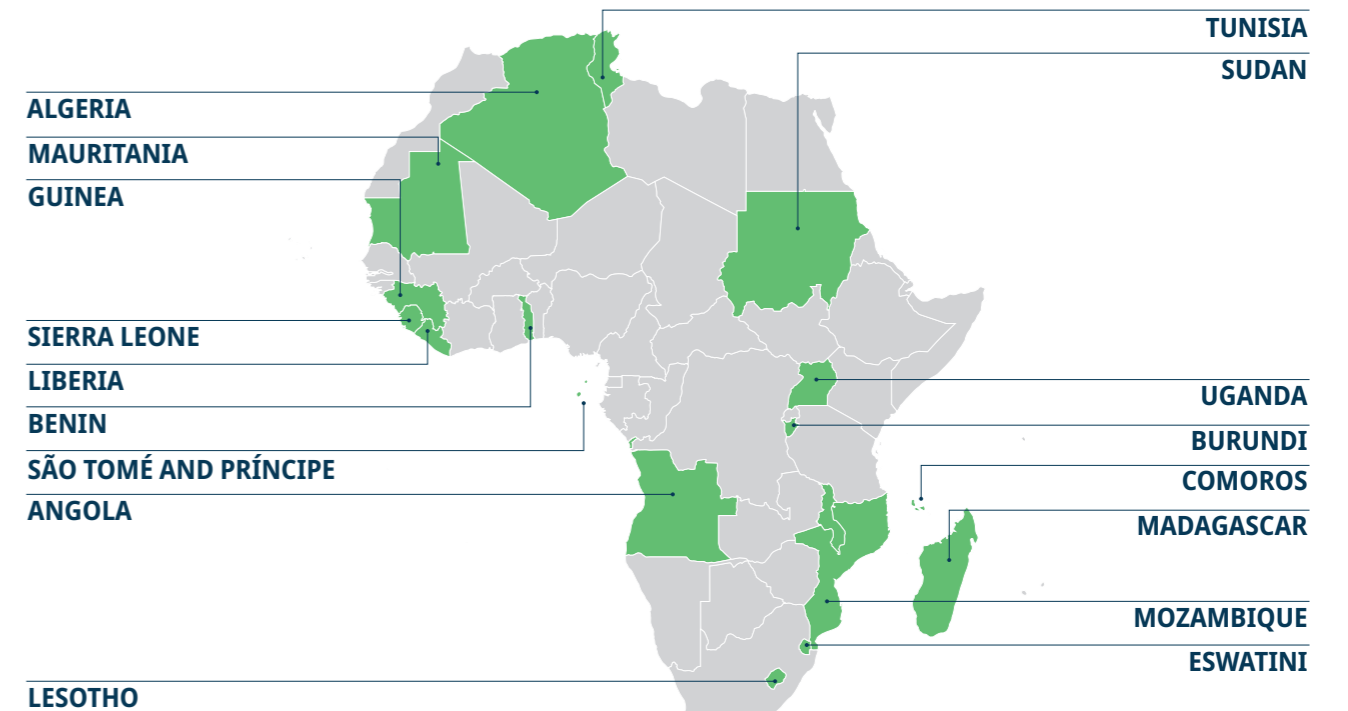 TUNISIA
SUDAN
ALGERIA
MAURITANIA
GUINEA
SIERRA LEONE
LIBERIA
BENIN
SÃO TOMÉ AND PRÍNCIPE
ANGOLA
LESOTHO
UGANDA
BURUNDI
COMOROS
MADAGASCAR
MOZAMBIQUE
ESWATINI